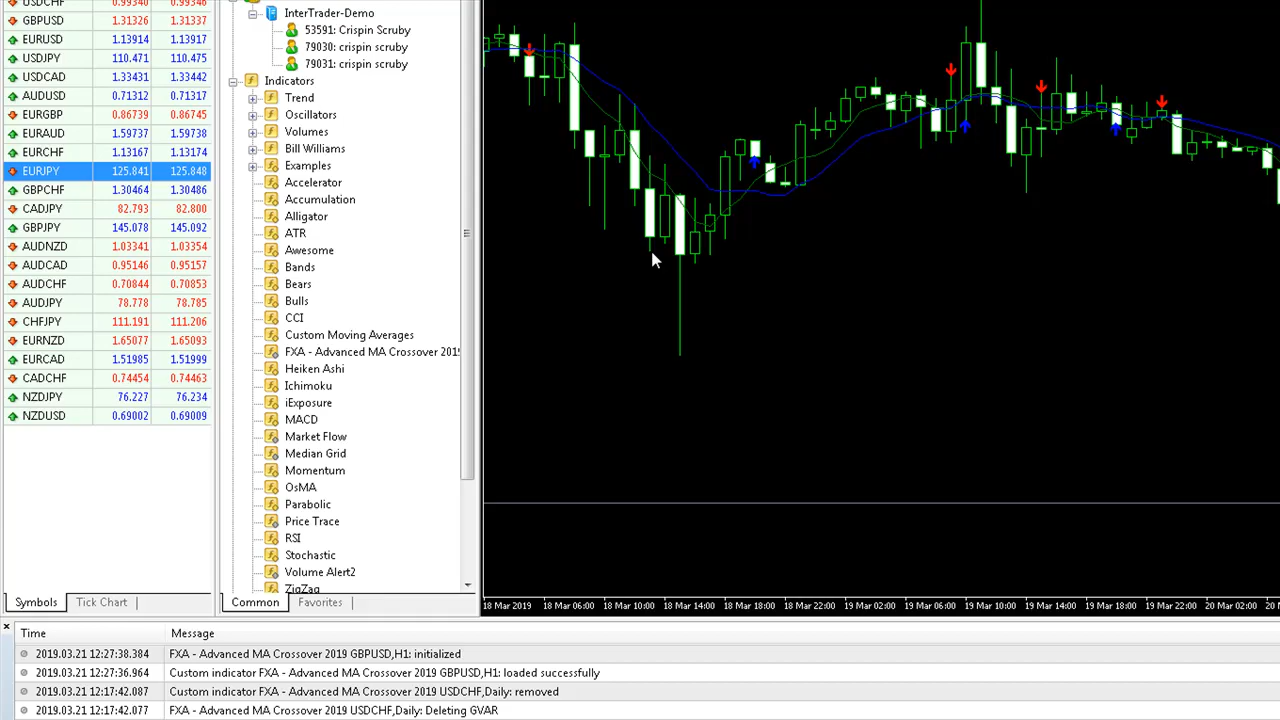 USDCHF 0.99340 0.99346
GBPUSD 1.31326 1.31337
EURUSD 1.13914 1.13917
USDJPY 110.471 110.475
USDCAD 1.33431 1.33442
AUDUSD 0.71312 0.71317
EURGBP 0.86739 0.86745
EURAUD 1.59737 1.59738
EURCHF 1.13167 1.13174
EURJPY 125.841 125.848
GBPCHF 1.30464 1.30486
CADJPY 82.793 82.800
GBPJPY 145.078 145.092
AUDNZD 1.03341 1.03354
AUDCAD 0.95146 0.95157
AUDCHF 0.70844 0.70853
AUDJPY 78.778 78.785
CHFJPY 111.191 111.206
EURNZD 1.65077 1.65093
EURCAD 1.51985 1.51999
CADCHF 0.74454 0.74463
NZDJPY 76.227 76.234
NZDUSD 0.69002 0.69009
Symbols Tick Chart
InterTrader-Demo
53591: Crispin Scruby
79030: crispin scruby
79031: crispin scruby
Indicators
Trend
Oscillators
Volumes
Bill Williams
Examples
Accelerator
Accumulation
Alligator
ATR
Awesome
Bands
Bears
Bulls
CCI
Custom Moving Averages
FXA - Advanced MA Crossover 201
Heiken Ashi
Ichimoku
iExposure
MACD
Market Flow
Median Grid
Momentum
OsMA
Parabolic
Price Trace
RSI
Stochastic
Volume Alert2
ZigZag
Common Favorites
18 Mar 2019 18 Mar 06:00 18 Mar 10:00 18 Mar 14:00 18 Mar 18:00 18 Mar 22:00 19 Mar 02:00 19 Mar 06:00 19 Mar 10:00 19 Mar 14:00 19 Mar 18:00 19 Mar 22:00 20 Mar 02:00 20 M
Time Message
2019.03.21 12:27:38.384 FXA - Advanced MA Crossover 2019 GBPUSD,H1: initialized
2019.03.21 12:27:36.964 Custom indicator FXA - Advanced MA Crossover 2019 GBPUSD,H1: loaded successfully
2019.03.21 12:17:42.087 Custom indicator FXA - Advanced MA Crossover 2019 USDCHF,Daily: removed
2019.03.21 12:17:42.077 FXA - Advanced MA Crossover 2019 USDCHF,Daily: Deleting GVAR